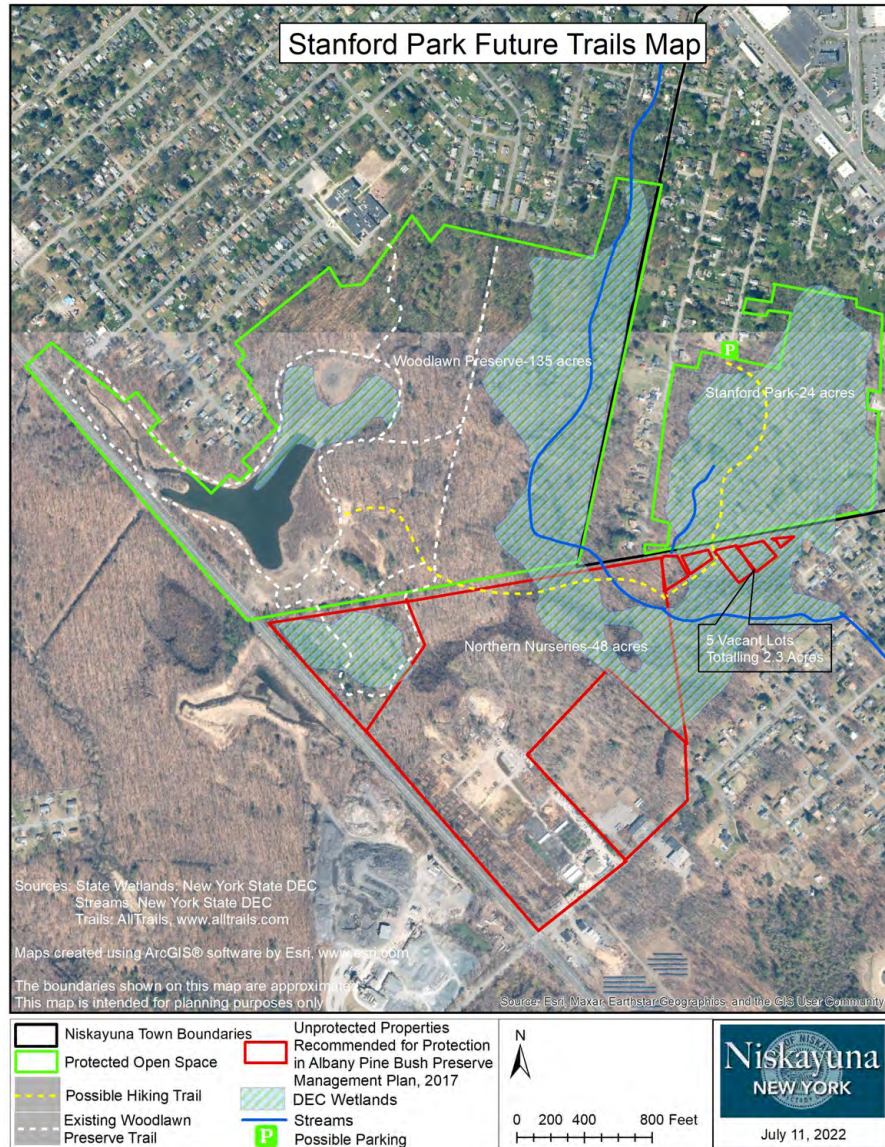 Stanford Park Future Trails Map
Woodlawn Preserve-135 acres
P
Stanford Park-24 acres
Northern Nurseries-48 acres
5 Vacant Lots
Totalling 2.3 Acres
Sources: State Wetlands: New York State DEC
Streams: New York State DEC
Trails: AllTrails, www.alltrails.com
Maps created using ArcGIS® software by Esri, www.esri.com
The boundaries shown on this map are approximate
This map is intended for planning purposes only
Source: Esri, Maxar, Earthstar Geographics, and the GIS User Community
Niskayuna Town Boundaries
Protected Open Space
Possible Hiking Trail
Existing Woodlawn
Preserve Trail
Unprotected Properties
Recommended for Protection
in Albany Pine Bush Preserve
Management Plan, 2017
DEC Wetlands
Streams
P Possible Parking
N
0 200 400 800 Feet
Niskayuna
NEW YORK
July 11, 2022